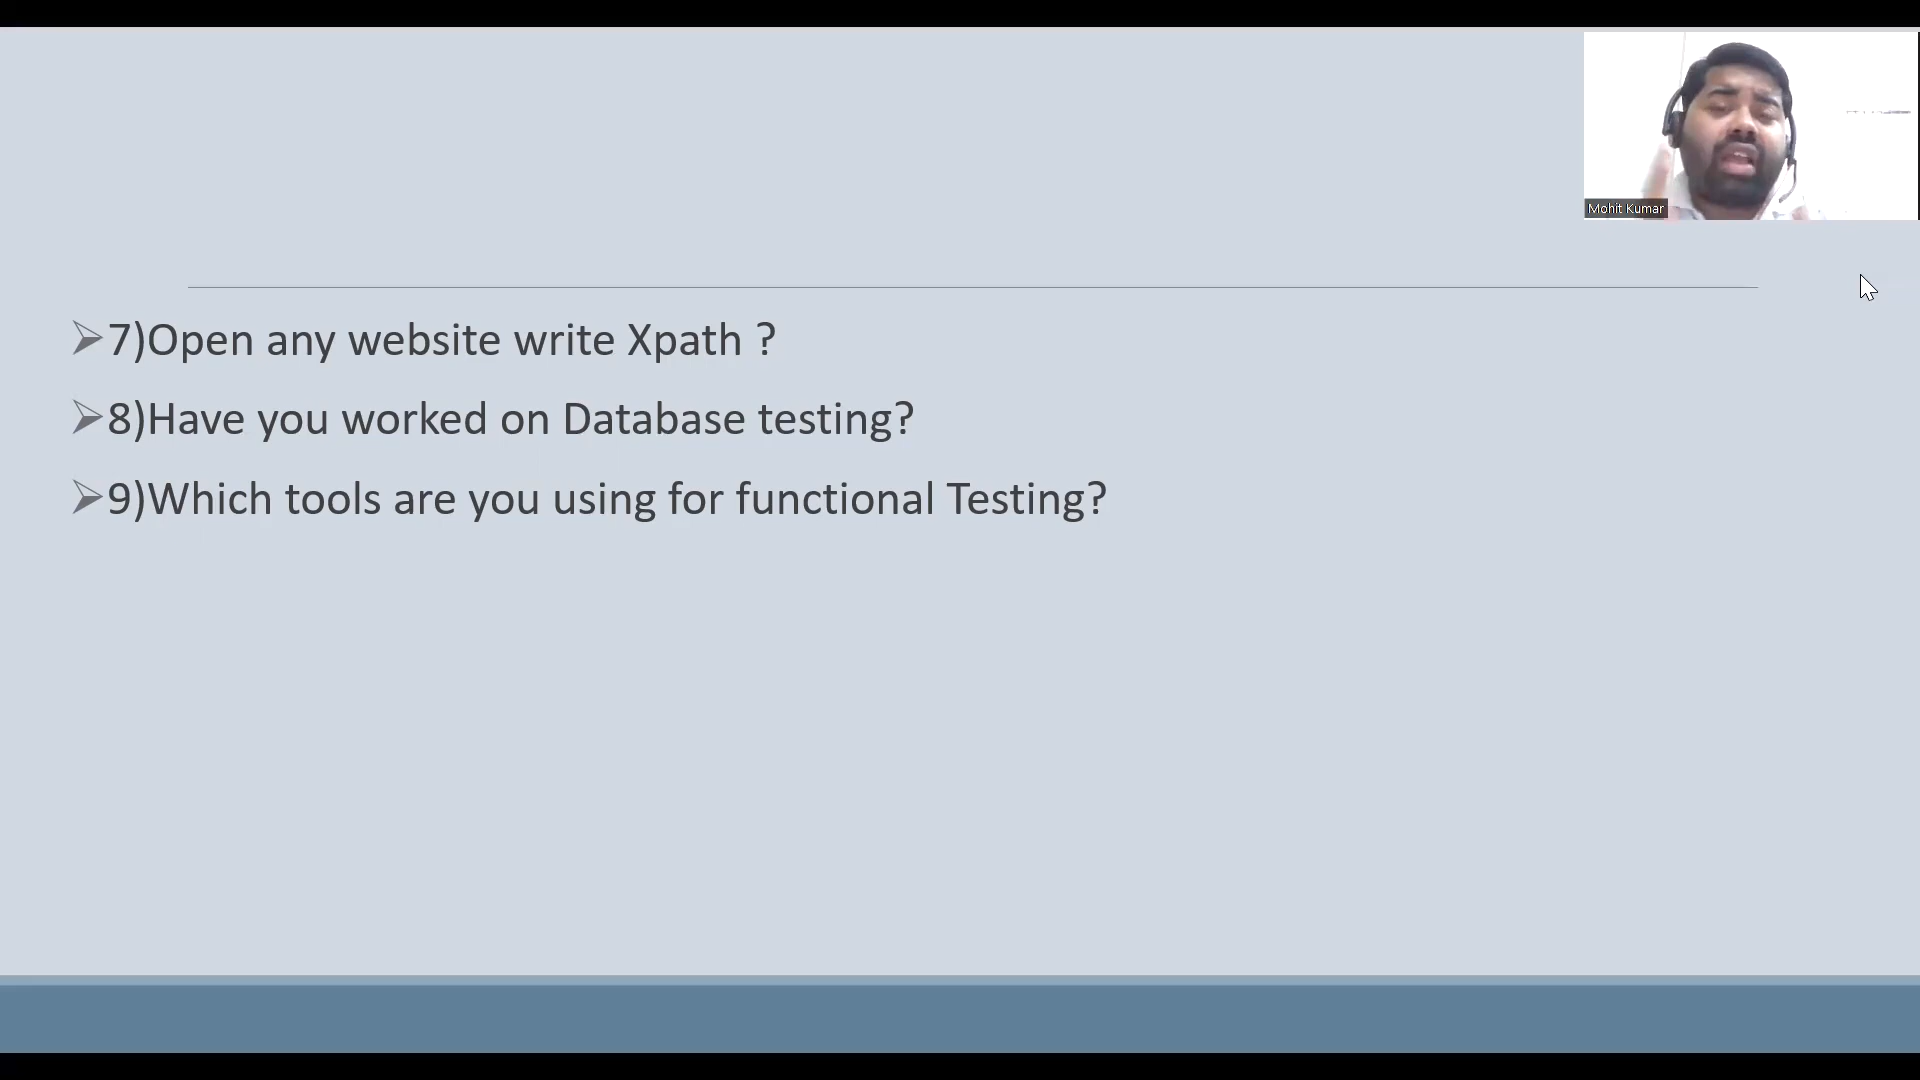 Mohit Kumar
7)Open any website write Xpath ?
8)Have you worked on Database testing?
9)Which tools are you using for functional Testing?